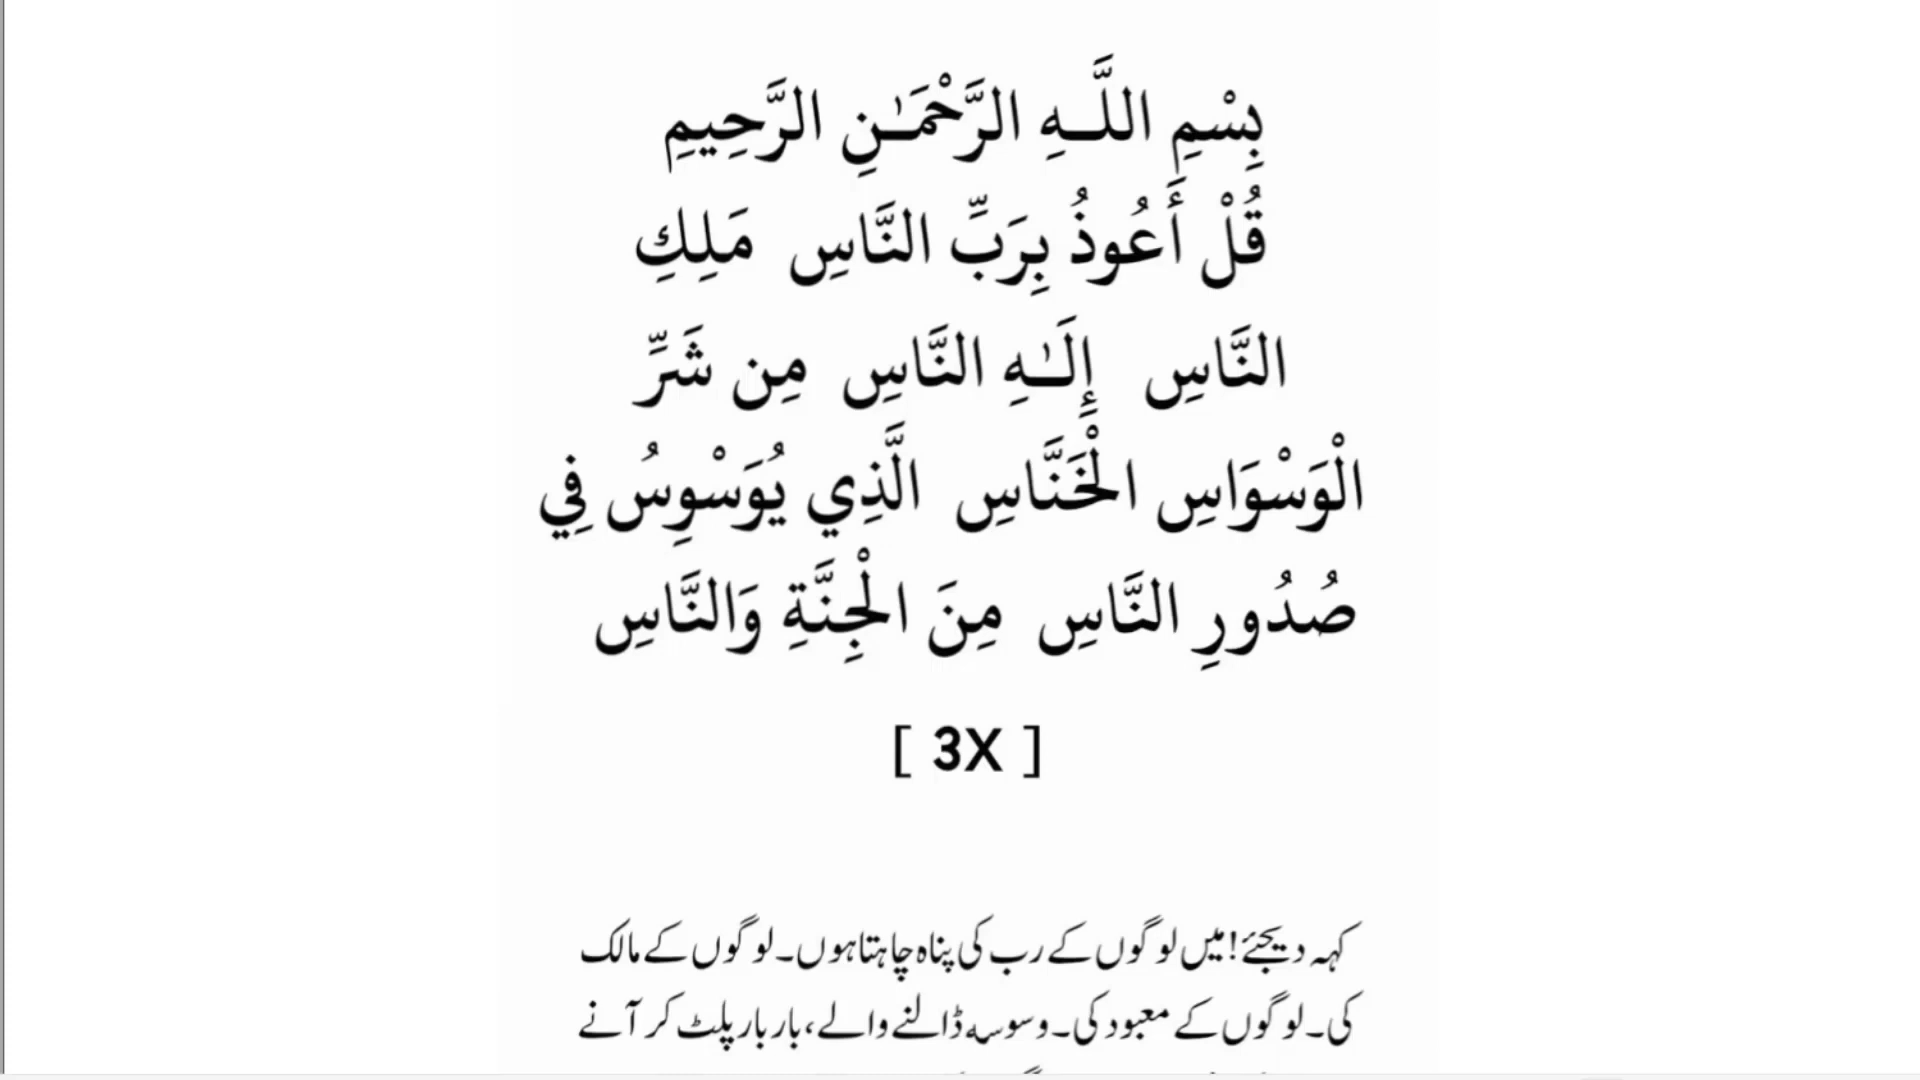 بِسْمِ اللَّـهِ الرَّحْمَـٰنِ الرَّحِيمِ
قُلْ أَعُوذُ بِرَبِّ النَّاسِ مَلِكِ
النَّاسِ إِلَـٰهِ النَّاسِ مِن شَرِّ
الْوَسْوَاسِ الْخَنَّاسِ الَّذِي يُوَسْوِسُ فِي
صُدُورِ النَّاسِ مِنَ الْجِنَّةِ وَالنَّاسِ
[ 3X ]
کہہ دیجئے! میں لوگوں کے رب کی پناہ چاہتا ہوں۔ لوگوں کے مالک
کی۔ لوگوں کے معبود کی۔ وسوسہ ڈالنے والے، بار بار پلٹ کر آنے